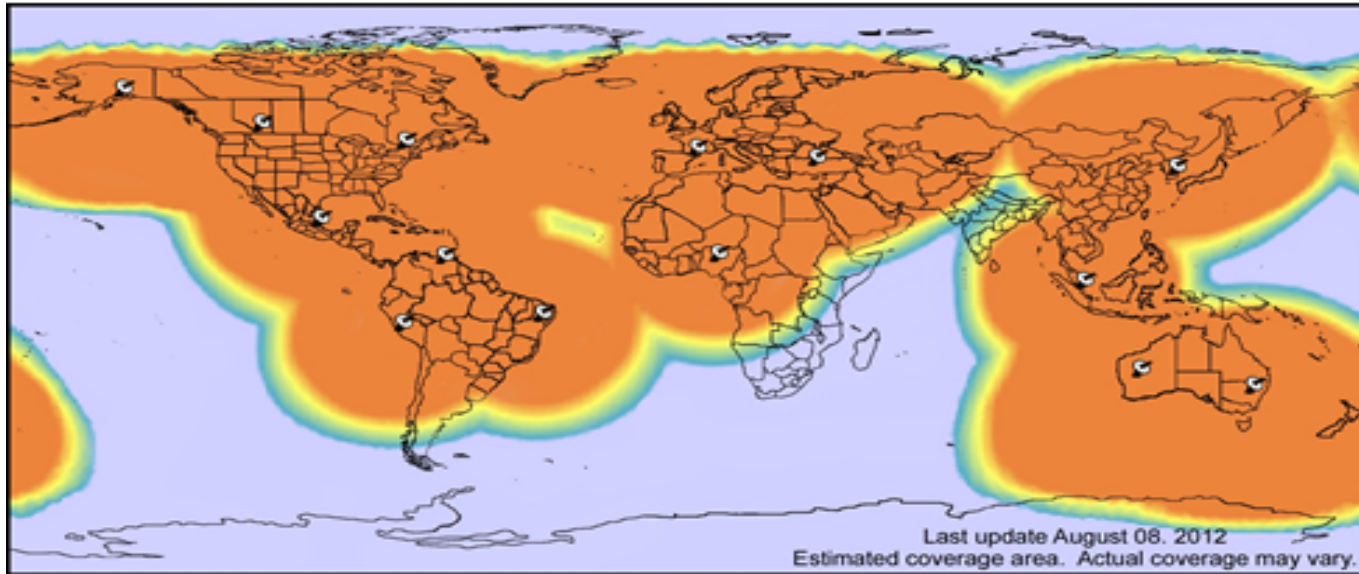 Last update August 08. 2012
Estimated coverage area. Actual coverage may vary.